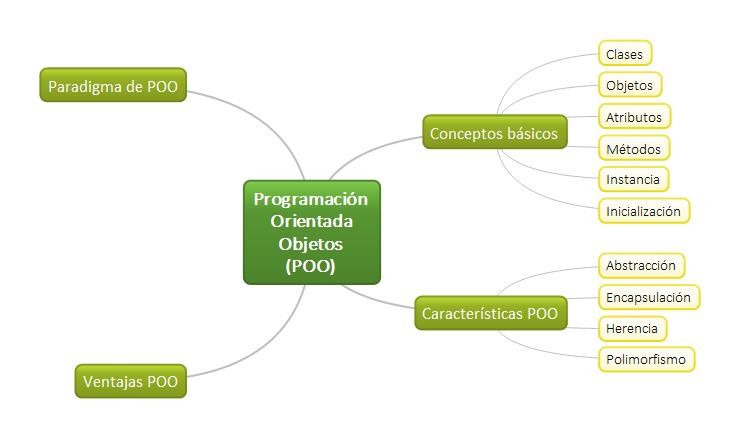 Paradigma de POO
Programación
Orientada
Objetos
(POO)
Ventajas POO
Conceptos básicos
Clases
Objetos
Atributos
Métodos
Instancia
Inicialización
Características POO
Abstracción
Encapsulación
Herencia
Polimorfismo